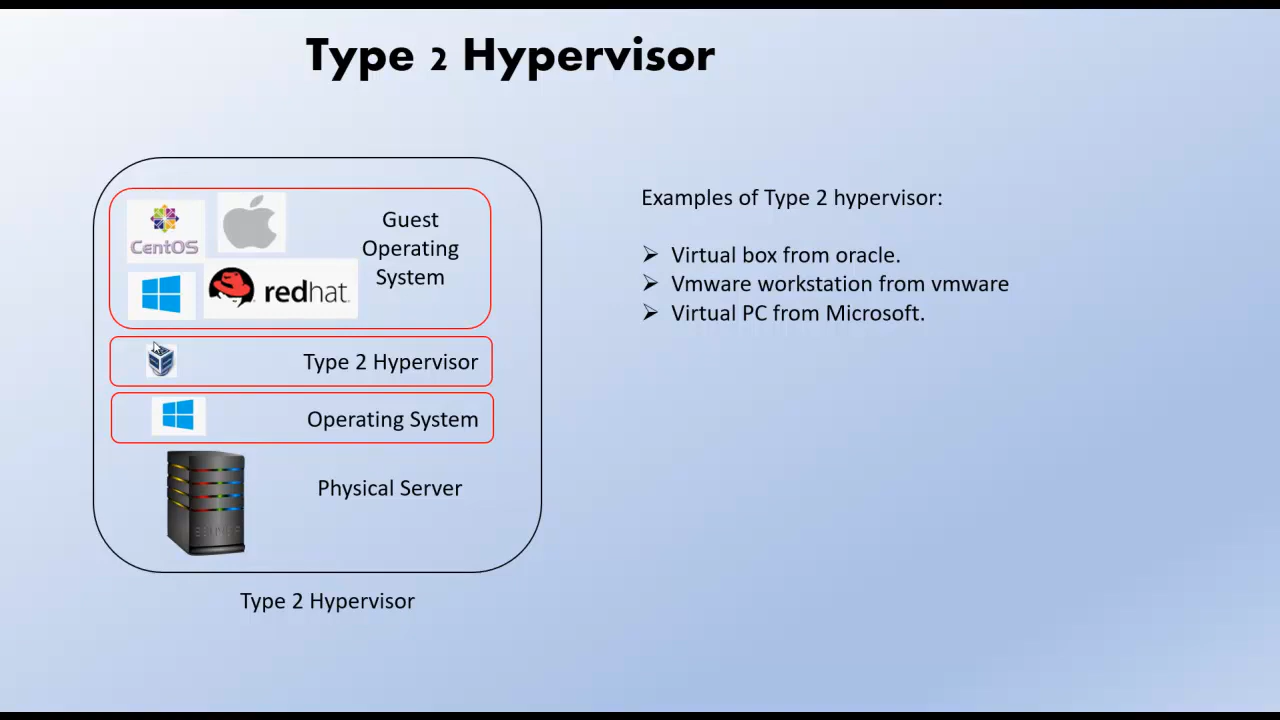 Type 2 Hypervisor
CentOS
redhat.
Guest
Operating
System
Type 2 Hypervisor
Operating System
Physical Server
Type 2 Hypervisor
Examples of Type 2 hypervisor:
Virtual box from oracle.
Vmware workstation from vmware
Virtual PC from Microsoft.